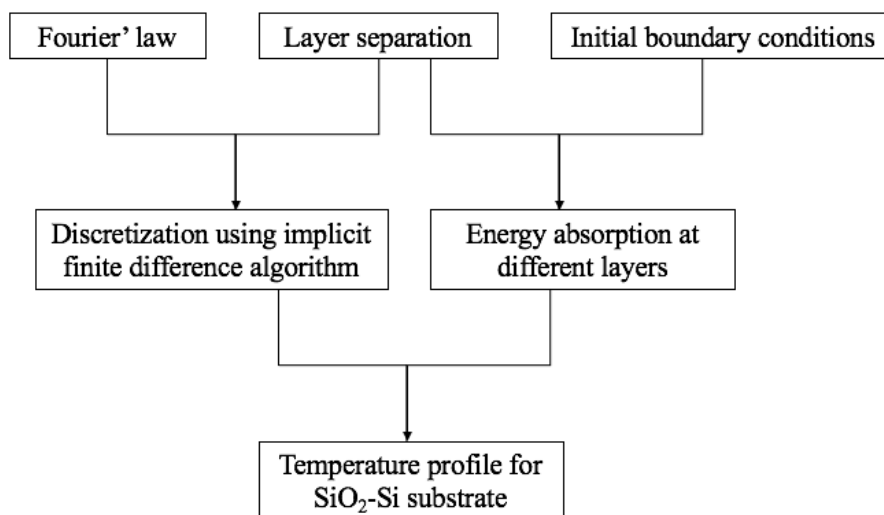 Fourier’ law
Layer separation
Initial boundary conditions
Discretization using implicit
finite difference algorithm
Energy absorption at
different layers
Temperature profile for
SiO₂-Si substrate